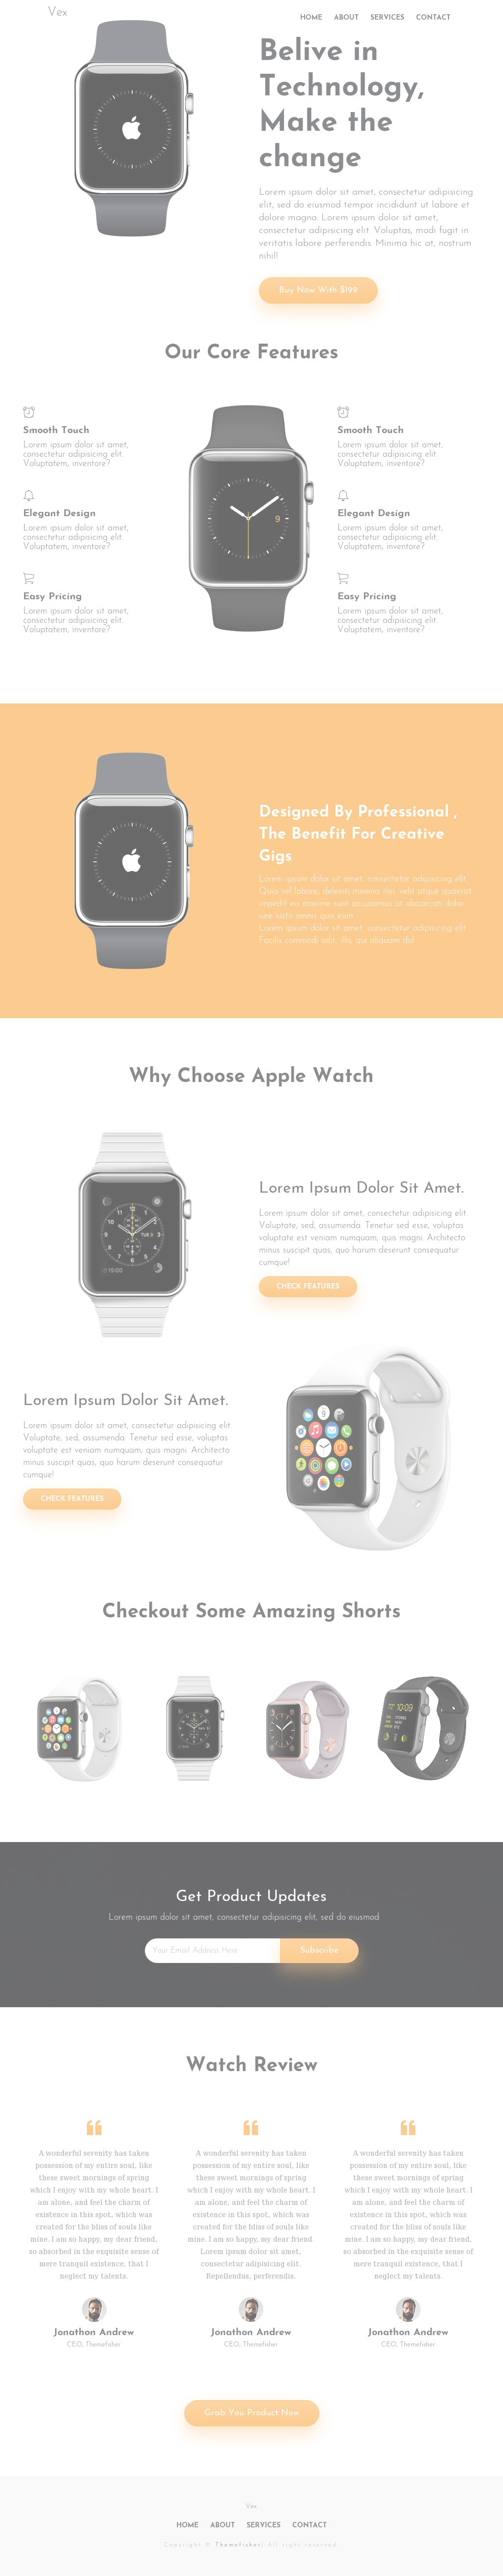 Vex
HOME ABOUT SERVICES CONTACT
Belive in
Technology,
Make the
change
Lorem ipsum dolor sit amet, consectetur adipisicing
elit, sed do eiusmod tempor incididunt ut labore et
dolore magna. Lorem ipsum dolor sit amet,
consectetur adipisicing elit. Voluptas, modi fugit in
veritatis labore perferendis. Minima hic at, nostrum
nihil!
Buy Now With $199
Our Core Features
Smooth Touch
Lorem ipsum dolor sit amet,
consectetur adipisicing elit.
Voluptatem, inventore?
Elegant Design
Lorem ipsum dolor sit amet,
consectetur adipisicing elit.
Voluptatem, inventore?
Easy Pricing
Lorem ipsum dolor sit amet,
consectetur adipisicing elit.
Voluptatem, inventore?
9
Smooth Touch
Lorem ipsum dolor sit amet,
consectetur adipisicing elit.
Voluptatem, inventore?
Elegant Design
Lorem ipsum dolor sit amet,
consectetur adipisicing elit.
Voluptatem, inventore?
Easy Pricing
Lorem ipsum dolor sit amet,
consectetur adipisicing elit.
Voluptatem, inventore?
Designed By Professional ,
The Benefit For Creative
Gigs
Lorem ipsum dolor sit amet, consectetur adipisicing elit.
Quasi vel labore, deleniti minima nisi, velit atque quaerat
impedit ea maxime sunt accusamus at obcaecati dolor
iure iusto omnis quis eum.
Lorem ipsum dolor sit amet, consectetur adipisicing elit.
Facilis commodi odit, illo, qui aliquam dol
Why Choose Apple Watch
Lorem Ipsum Dolor Sit Amet.
Lorem ipsum dolor sit amet, consectetur adipisicing elit.
Voluptate, sed, assumenda. Tenetur sed esse, voluptas
voluptate est veniam numquam, quis magni. Architecto
minus suscipit quas, quo harum deserunt consequatur
cumque!
CHECK FEATURES
Lorem Ipsum Dolor Sit Amet.
Lorem ipsum dolor sit amet, consectetur adipisicing elit.
Voluptate, sed, assumenda. Tenetur sed esse, voluptas
voluptate est veniam numquam, quis magni. Architecto
minus suscipit quas, quo harum deserunt consequatur
cumque!
CHECK FEATURES
Checkout Some Amazing Shorts
10:09
Get Product Updates
Lorem ipsum dolor sit amet, consectetur adipisicing elit, sed do eiusmod
Your Email Address Here
Subscribe
Watch Review
A wonderful serenity has taken
possession of my entire soul, like
these sweet mornings of spring
which I enjoy with my whole heart. I
am alone, and feel the charm of
existence in this spot, which was
created for the bliss of souls like
mine. I am so happy, my dear friend,
so absorbed in the exquisite sense of
mere tranquil existence, that I
neglect my talents.
Jonathon Andrew
CEO, Themefisher
A wonderful serenity has taken
possession of my entire soul, like
these sweet mornings of spring
which I enjoy with my whole heart. I
am alone, and feel the charm of
existence in this spot, which was
created for the bliss of souls like
mine. I am so happy, my dear friend.
Lorem ipsum dolor sit amet,
consectetur adipisicing elit.
Repellendus, perferendis.
Jonathon Andrew
CEO, Themefisher
A wonderful serenity has taken
possession of my entire soul, like
these sweet mornings of spring
which I enjoy with my whole heart. I
am alone, and feel the charm of
existence in this spot, which was
created for the bliss of souls like
mine. I am so happy, my dear friend,
so absorbed in the exquisite sense of
mere tranquil existence, that I
neglect my talents.
Jonathon Andrew
CEO, Themefisher
Grab You Product Now
Vex
HOME ABOUT SERVICES CONTACT
Copyright © Themefisher| All right reserved.